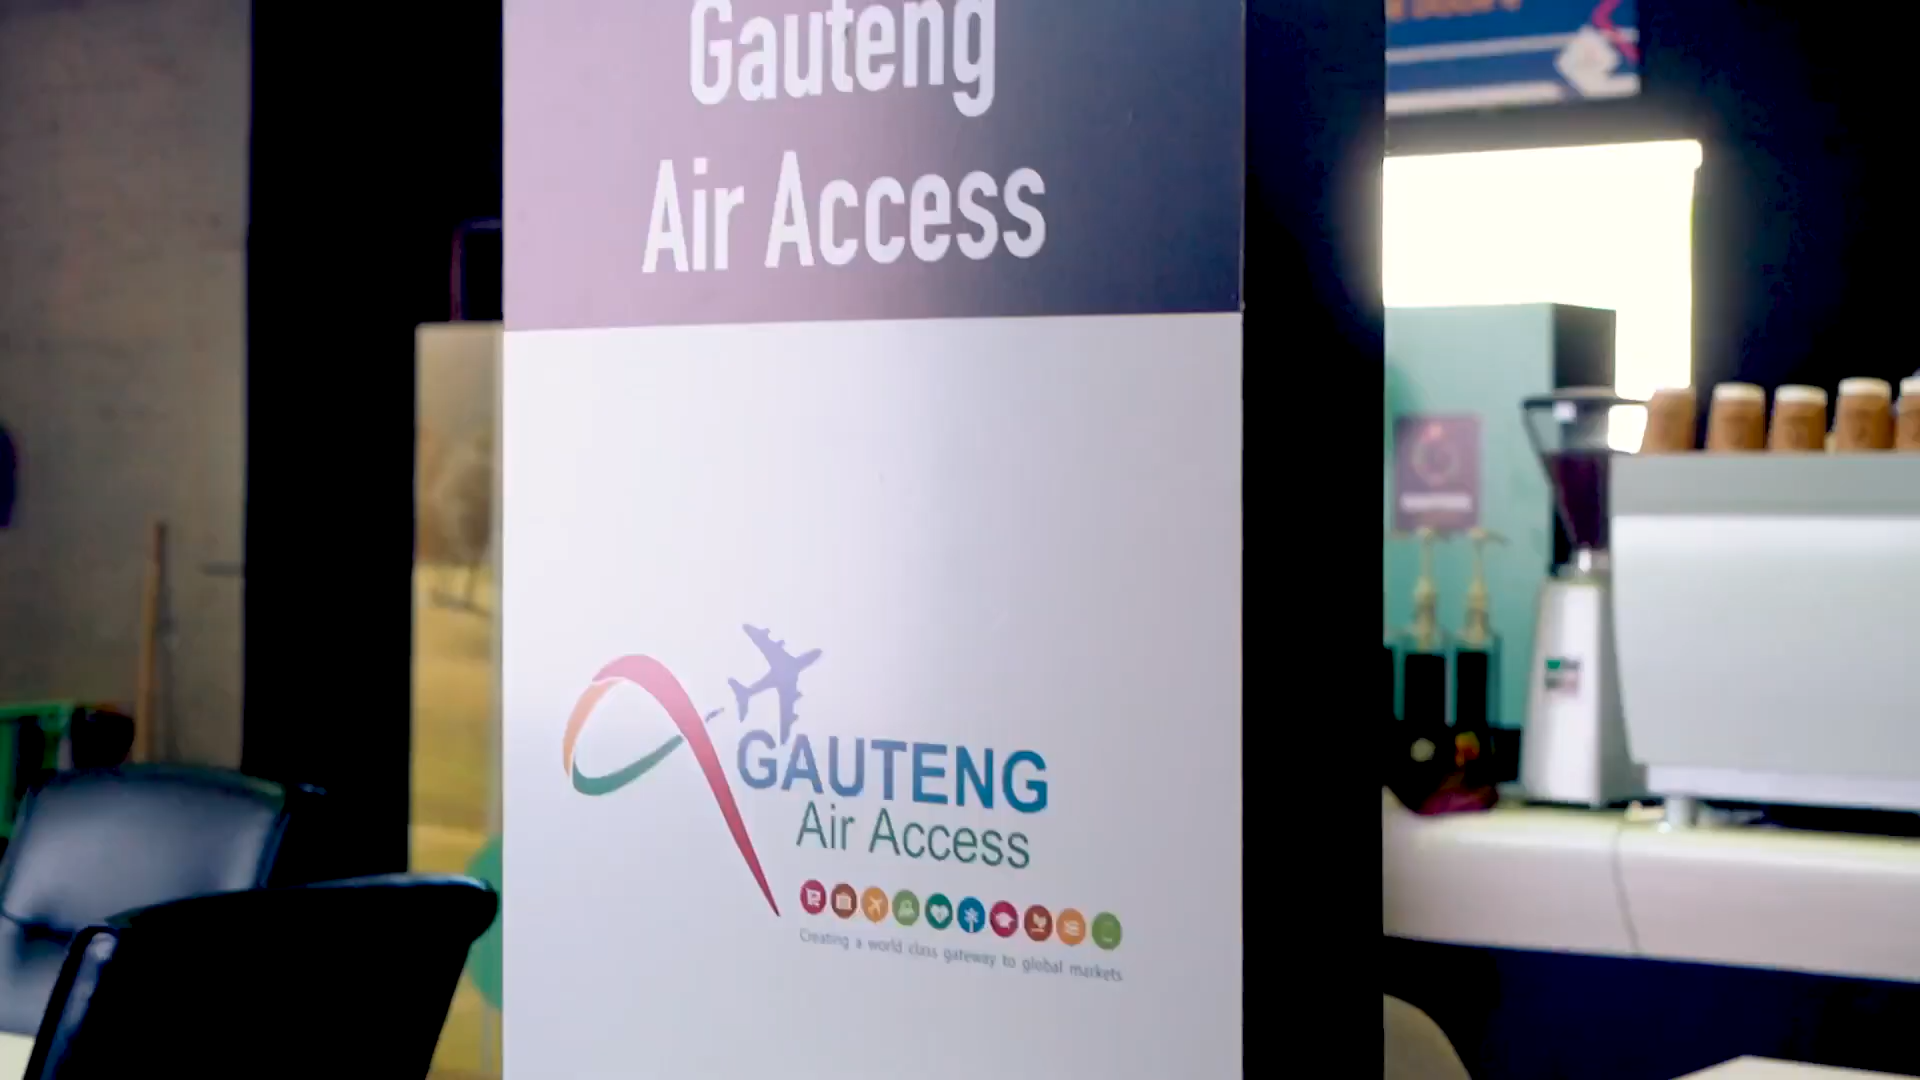 Gauteng
Air Access
GAUTENG
Air Access
Creating a world class gateway to global markets